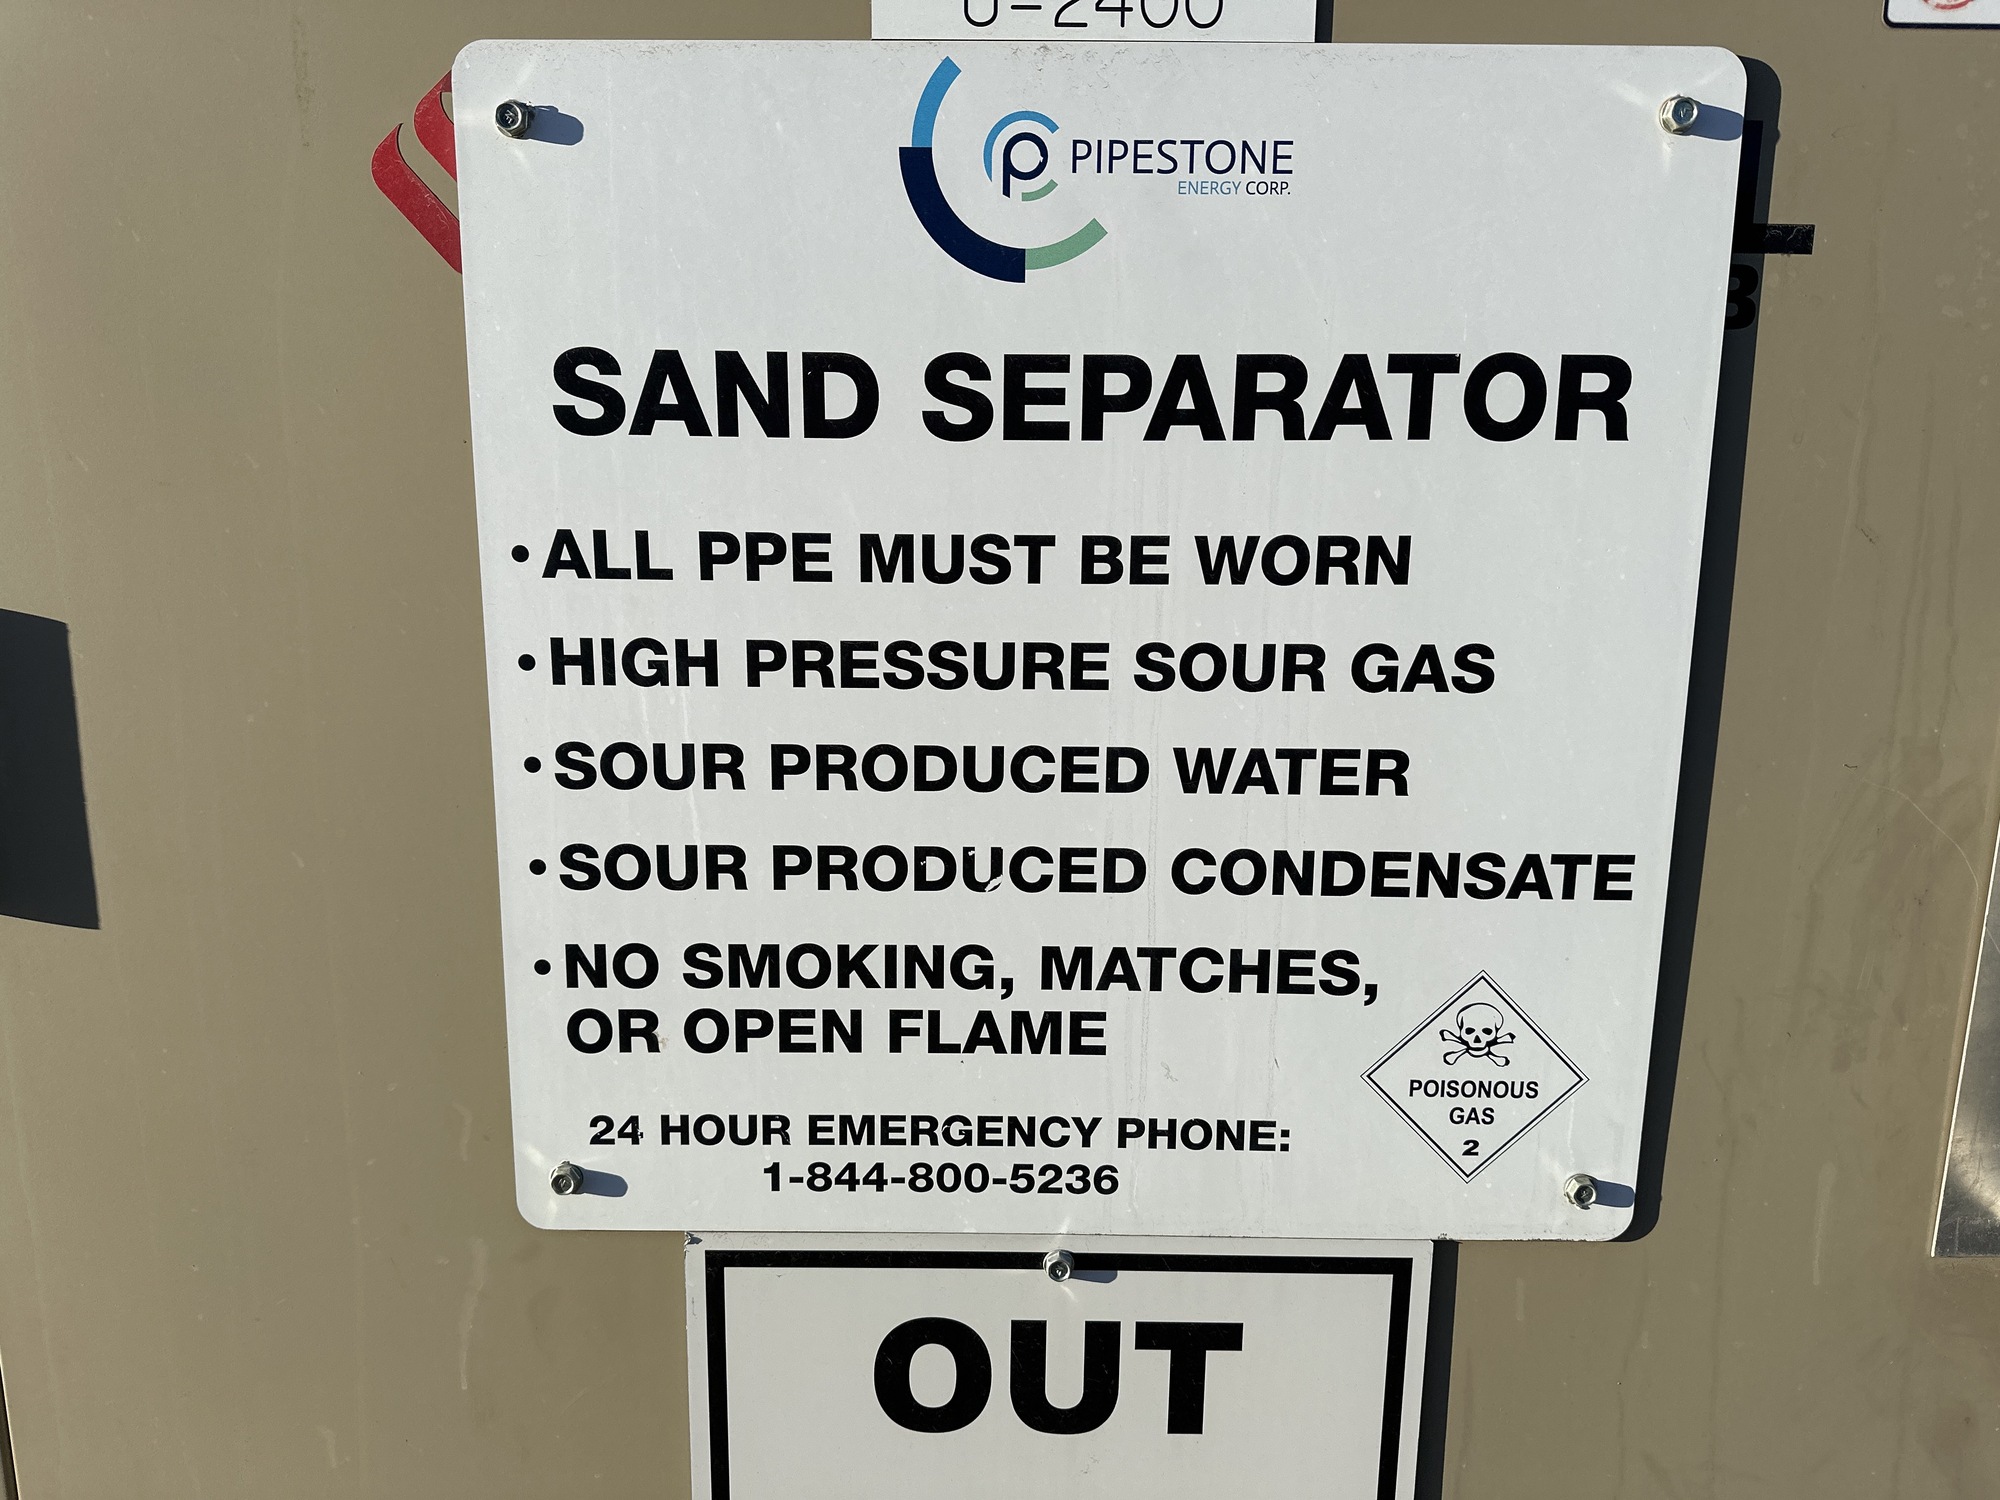 PIPESTONE
ENERGY CORP.
SAND SEPARATOR
• ALL PPE MUST BE WORN
• HIGH PRESSURE SOUR GAS
• SOUR PRODUCED WATER
• SOUR PRODUCED CONDENSATE
• NO SMOKING, MATCHES,
OR OPEN FLAME
POISONOUS
GAS
2
24 HOUR EMERGENCY PHONE:
1-844-800-5236
OUT